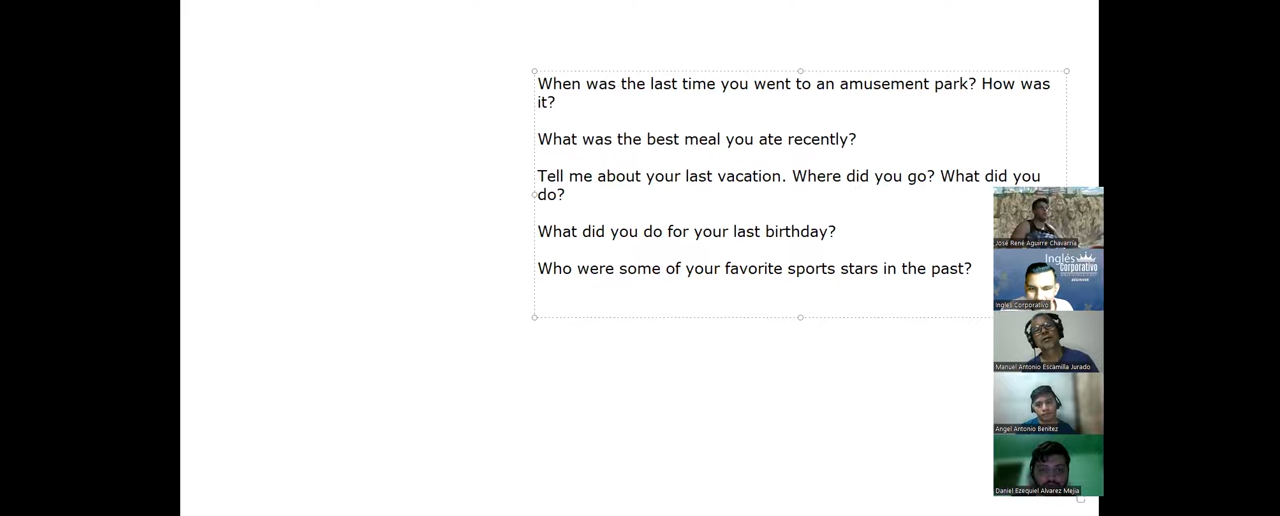 When was the last time you went to an amusement park? How was
it?
What was the best meal you ate recently?
Tell me about your last vacation. Where did you go? What did you
do?
What did you do for your last birthday?
Who were some of your favorite sports stars in the past?
José René Aguirre Chavarría
Inglés
Corporativo
Inglés Corporativo
Manuel Antonio Escamilla Jurado
Angel Antonio Benítez
Daniel Ezequiel Alvarez Mejia